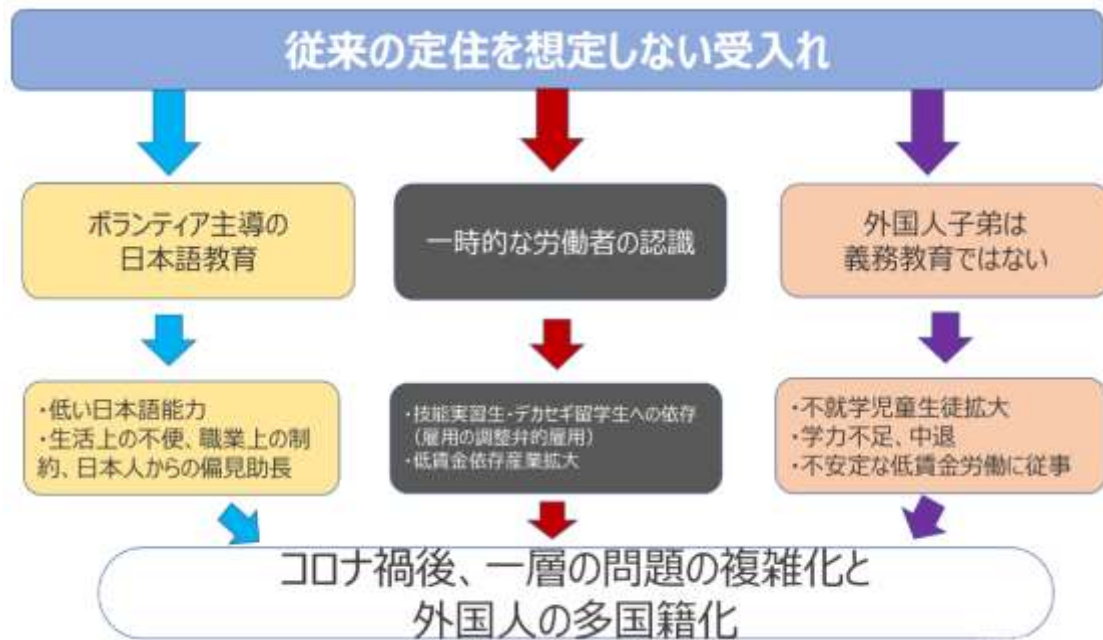 従来の定住を想定しない受入れ
ボランティア主導の
日本語教育
一時的な労働者の認識
外国人子弟は
義務教育ではない
・低い日本語能力
・生活上の不便、職業上の制
約、日本人からの偏見助長
・技能実習生・デカセギ留学生への依存
（雇用の調整弁的雇用）
・低賃金依存産業拡大
・不就学児童生徒拡大
・学力不足、中退
・不安定な低賃金労働に従事
コロナ禍後、一層の問題の複雑化と
外国人の多国籍化